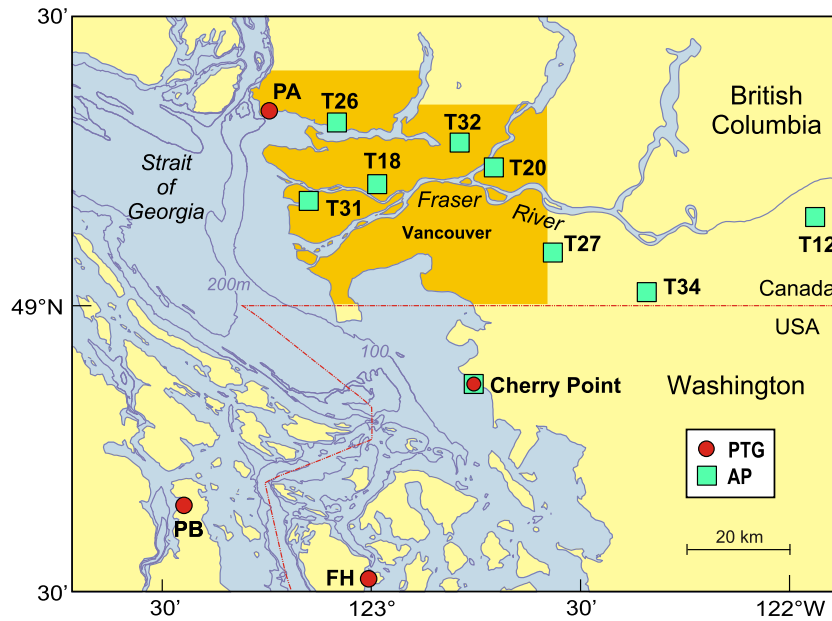 30’
PA
T26
T32
British
Columbia
Strait
of
Georgia
T18
T20
T31
Fraser
River
Vancouver
T12
T27
200m
T34
Canada
49°N
USA
100
Cherry Point
Washington
PTG
AP
PB
20 km
FH
30’
30’
123°
30’
122°W